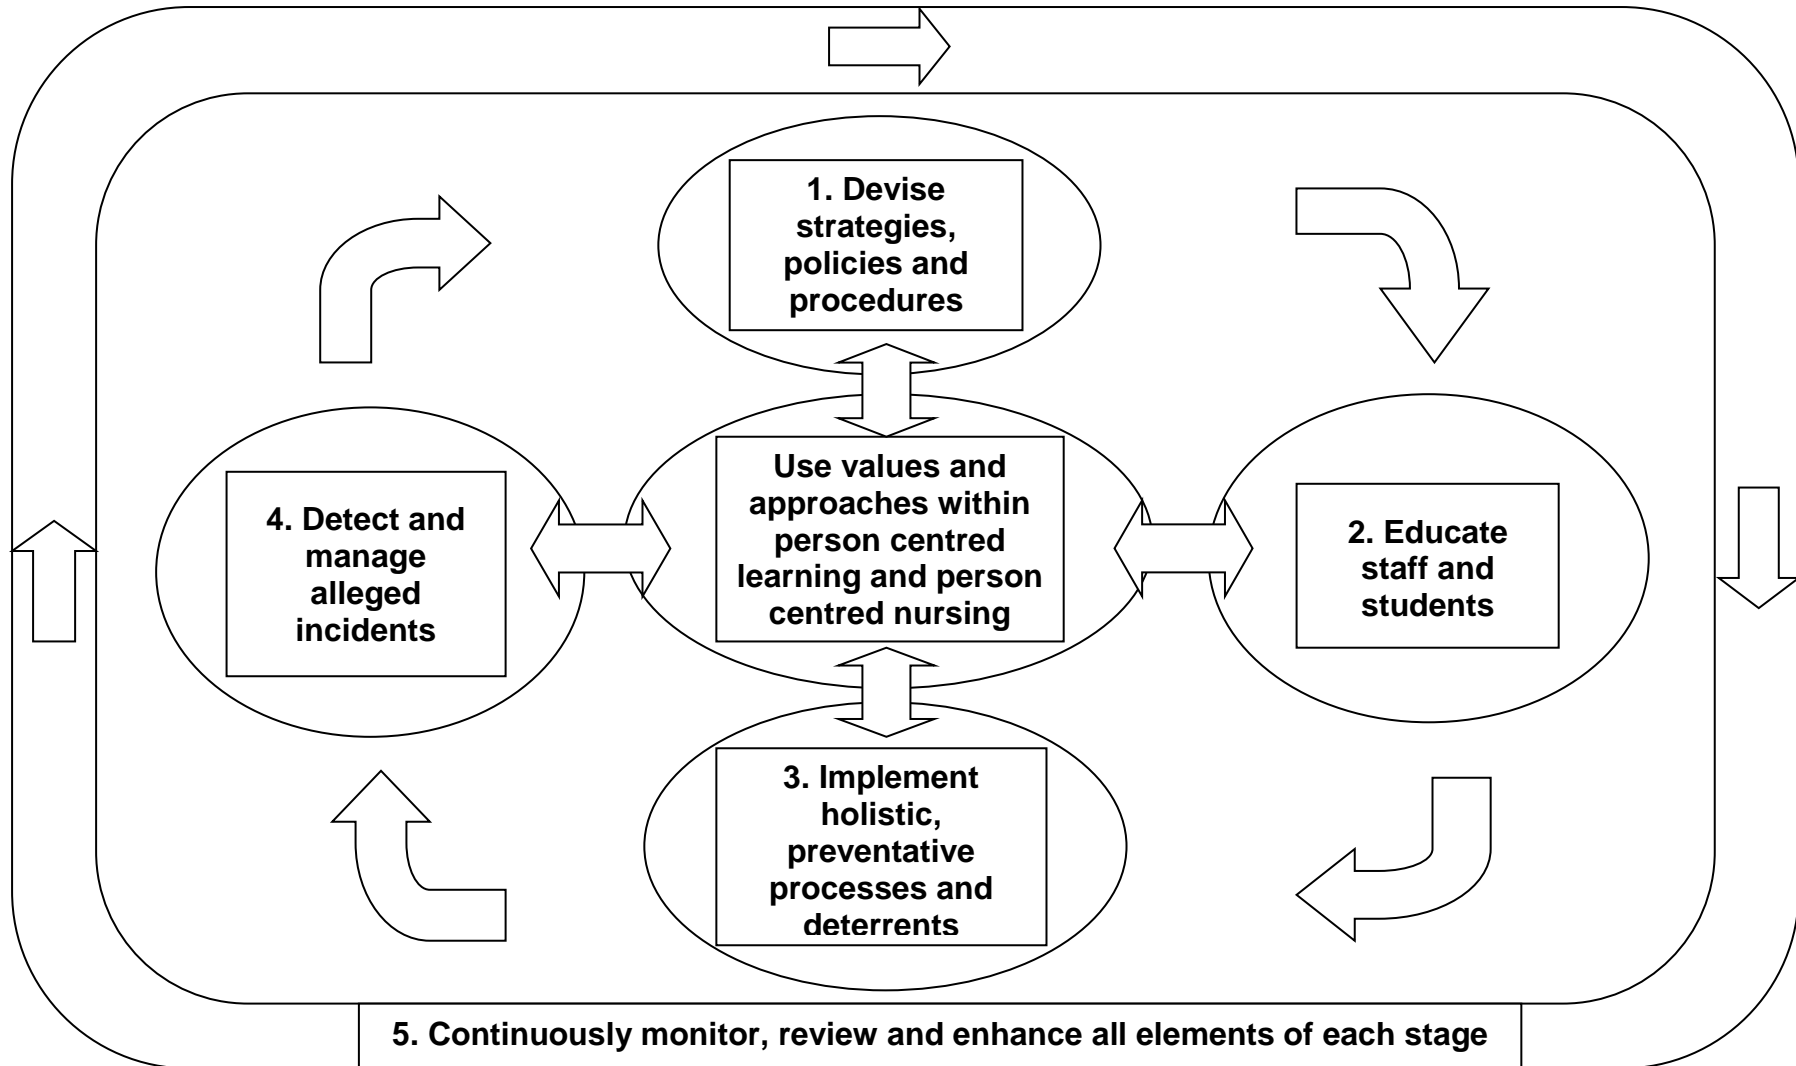 1. Devise
strategies,
policies and
procedures
4. Detect and
manage
alleged
incidents
Use values and
approaches within
person centred
learning and person
centred nursing
2. Educate
staff and
students
3. Implement
holistic,
preventative
processes and
deterrents
5. Continuously monitor, review and enhance all elements of each stage